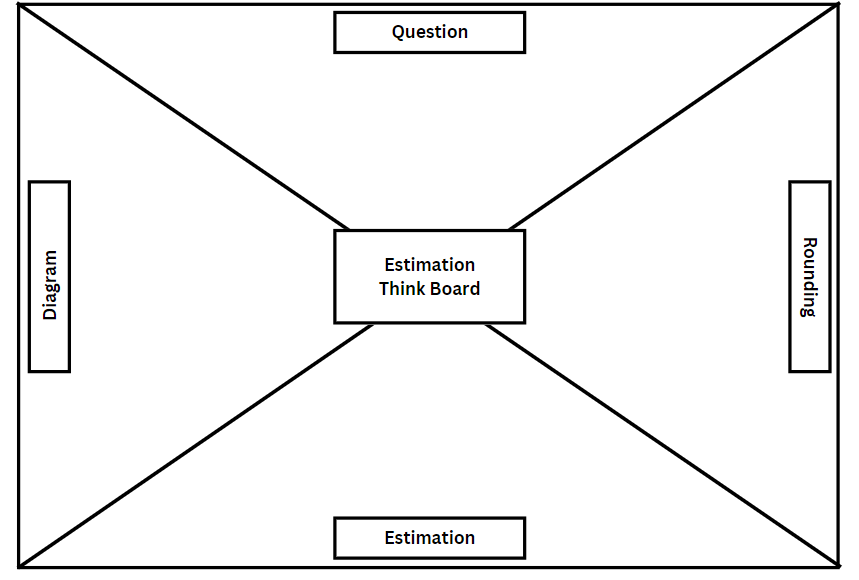 Question
Estimation
Think Board
Diagram
Rounding
Estimation